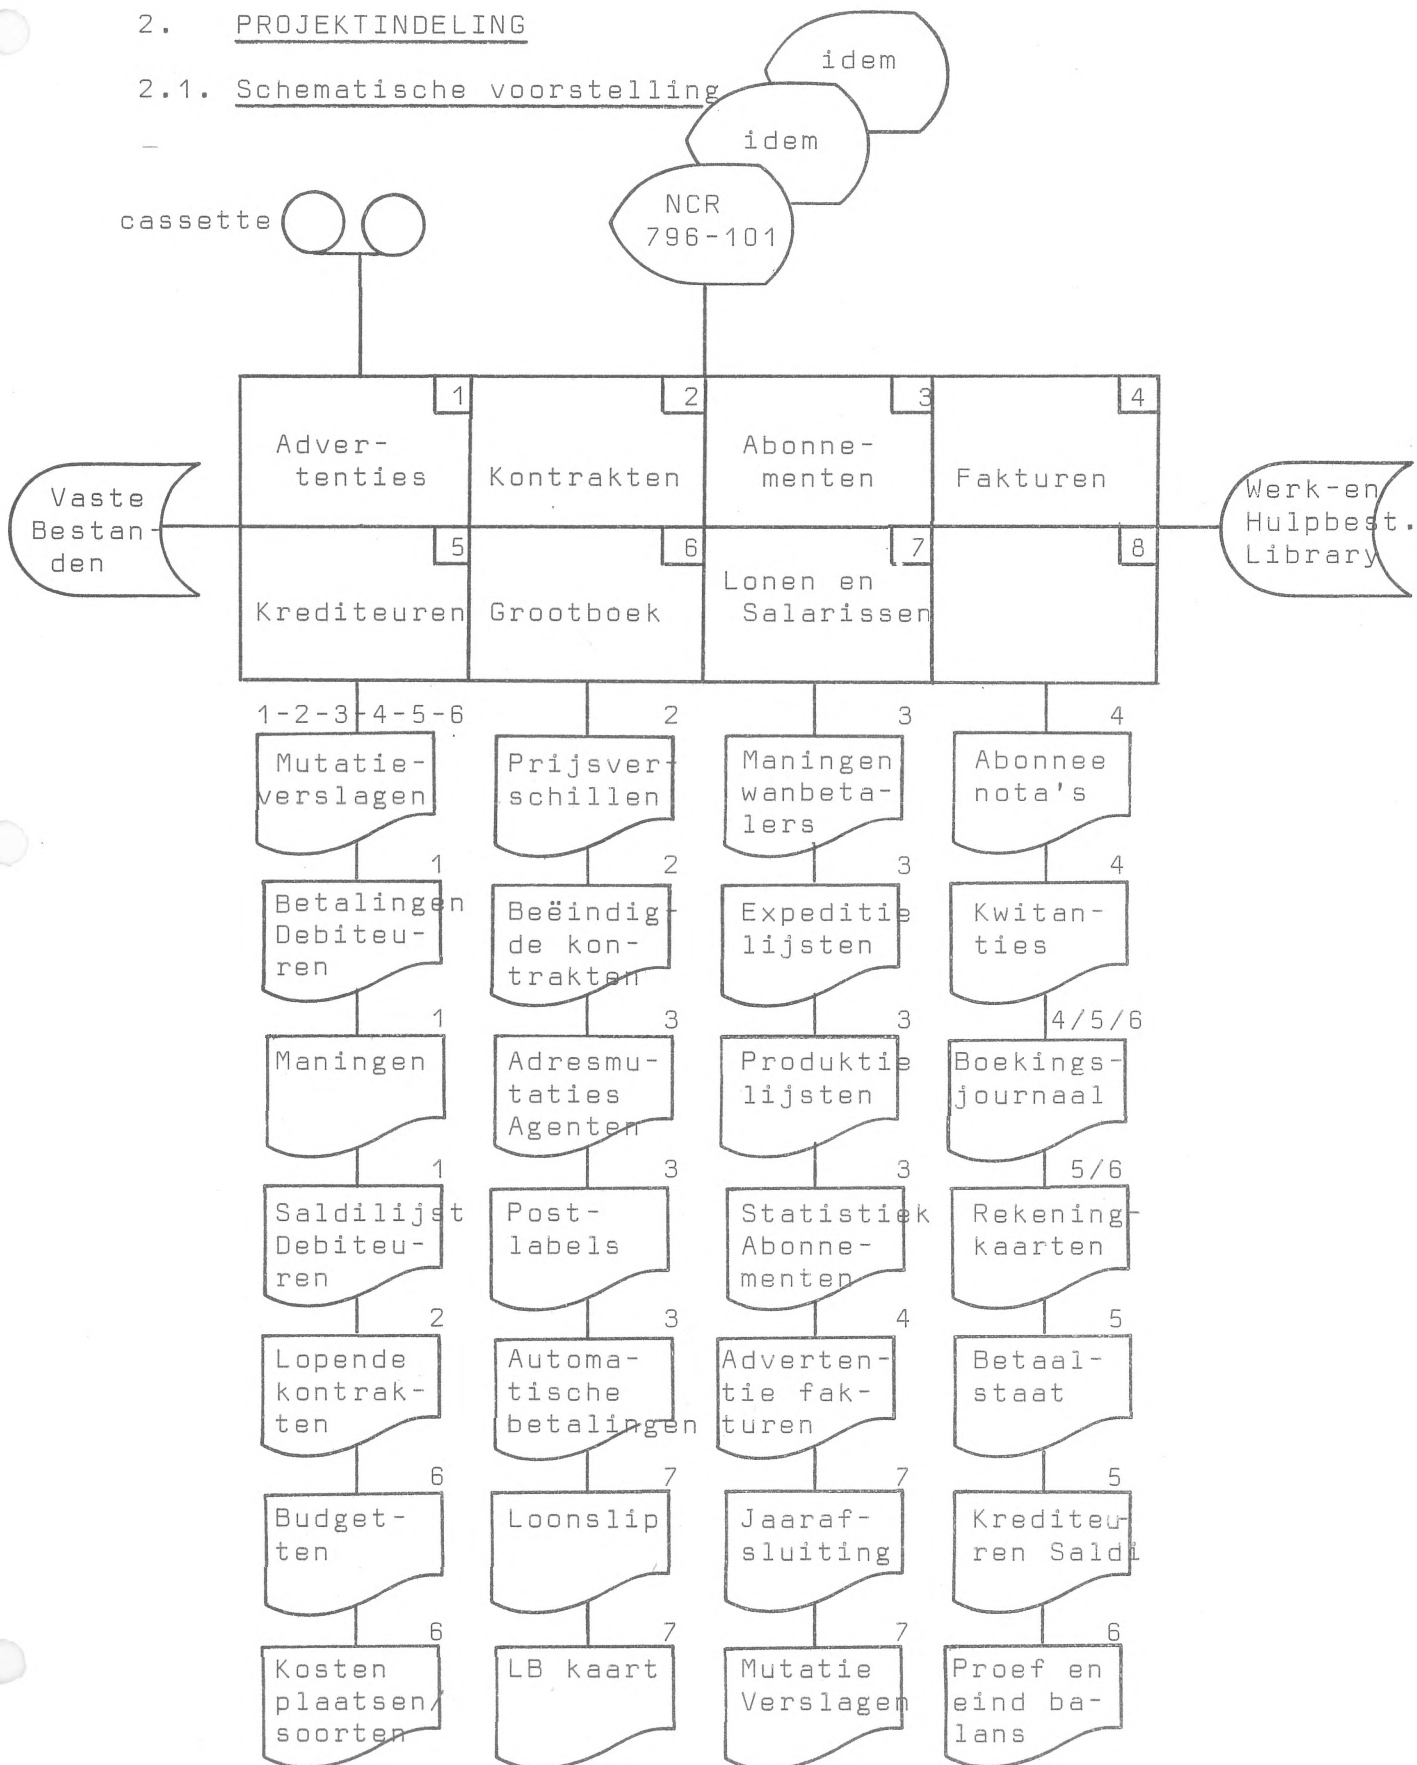 2. PROJEKTINDELING
2.1. Schematische voorstelling
idem
idem
NCR
796-101
cassette
1
2
3
4
Adver-
tenties
Kontrakten
Abonne-
menten
Fakturen
Vaste
Bestan-
den
Werk-en
Hulpbest.
Library
5
6
7
8
Krediteuren
Grootboek
Lonen en
Salarissen
1-2-3-4-5-6
Mutatie-
verslagen
2
Prijsver-
schillen
3
Maningen
wanbeta-
lers
4
Abonnee
nota's
1
Betalingen
Debiteu-
ren
2
Beëindig-
de kon-
trakten
3
Expeditie
lijsten
4
Kwitan-
ties
1
Maningen
3
Adresmu-
taties
Agenten
3
Produktie
lijsten
4/5/6
Boekings-
journaal
1
Saldilijst
Debiteu-
ren
3
Post-
labels
3
Statistiek
Abonne-
menten
5/6
Rekening-
kaarten
2
Lopende
kontrak-
ten
3
Automa-
tische
betalingen
4
Adverten-
tie fak-
turen
5
Betaal-
staat
6
Budget-
ten
7
Loonslip
7
Jaaraf-
sluiting
5
Krediteu-
ren Saldi
6
Kosten
plaatsen/
soorten
7
LB kaart
7
Mutatie
Verslagen
6
Proef en
eind ba-
lans